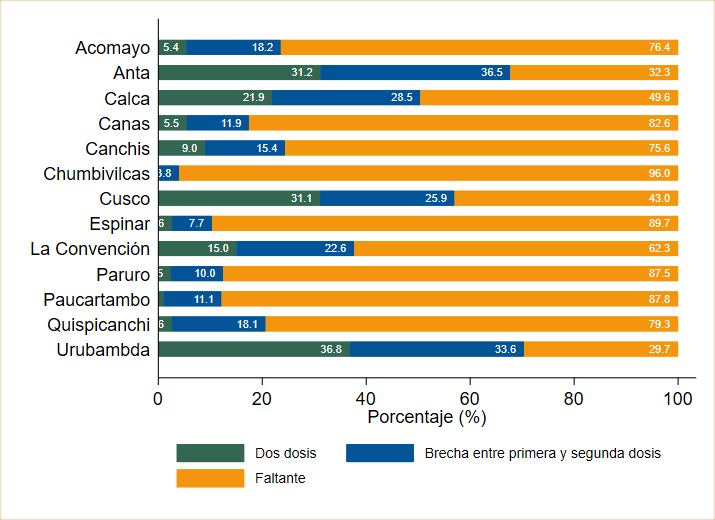 Acomayo 5.4 18.2 76.4
Anta 31.2 36.5 32.3
Calca 21.9 28.5 49.6
Canas 5.5 11.9 82.6
Canchis 9.0 15.4 75.6
Chumbivilcas 3.8 96.0
Cusco 31.1 25.9 43.0
Espinar 6 7.7 89.7
La Convención 15.0 22.6 62.3
Paruro 5 10.0 87.5
Paucartambo 11.1 87.8
Quispicanchi 6 18.1 79.3
Urubambda 36.8 33.6 29.7
0 20 40 60 80 100
Porcentaje (%)
Dos dosis Brecha entre primera y segunda dosis
Faltante